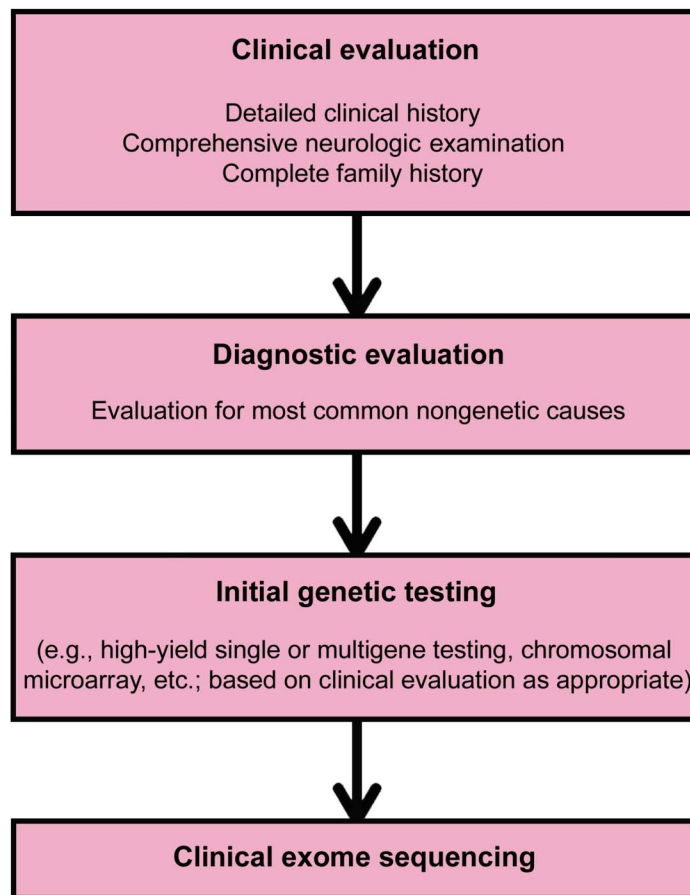 Clinical evaluation
Detailed clinical history
Comprehensive neurologic examination
Complete family history
Diagnostic evaluation
Evaluation for most common nongenetic causes
Initial genetic testing
(e.g., high-yield single or multigene testing, chromosomal
microarray, etc.; based on clinical evaluation as appropriate)
Clinical exome sequencing